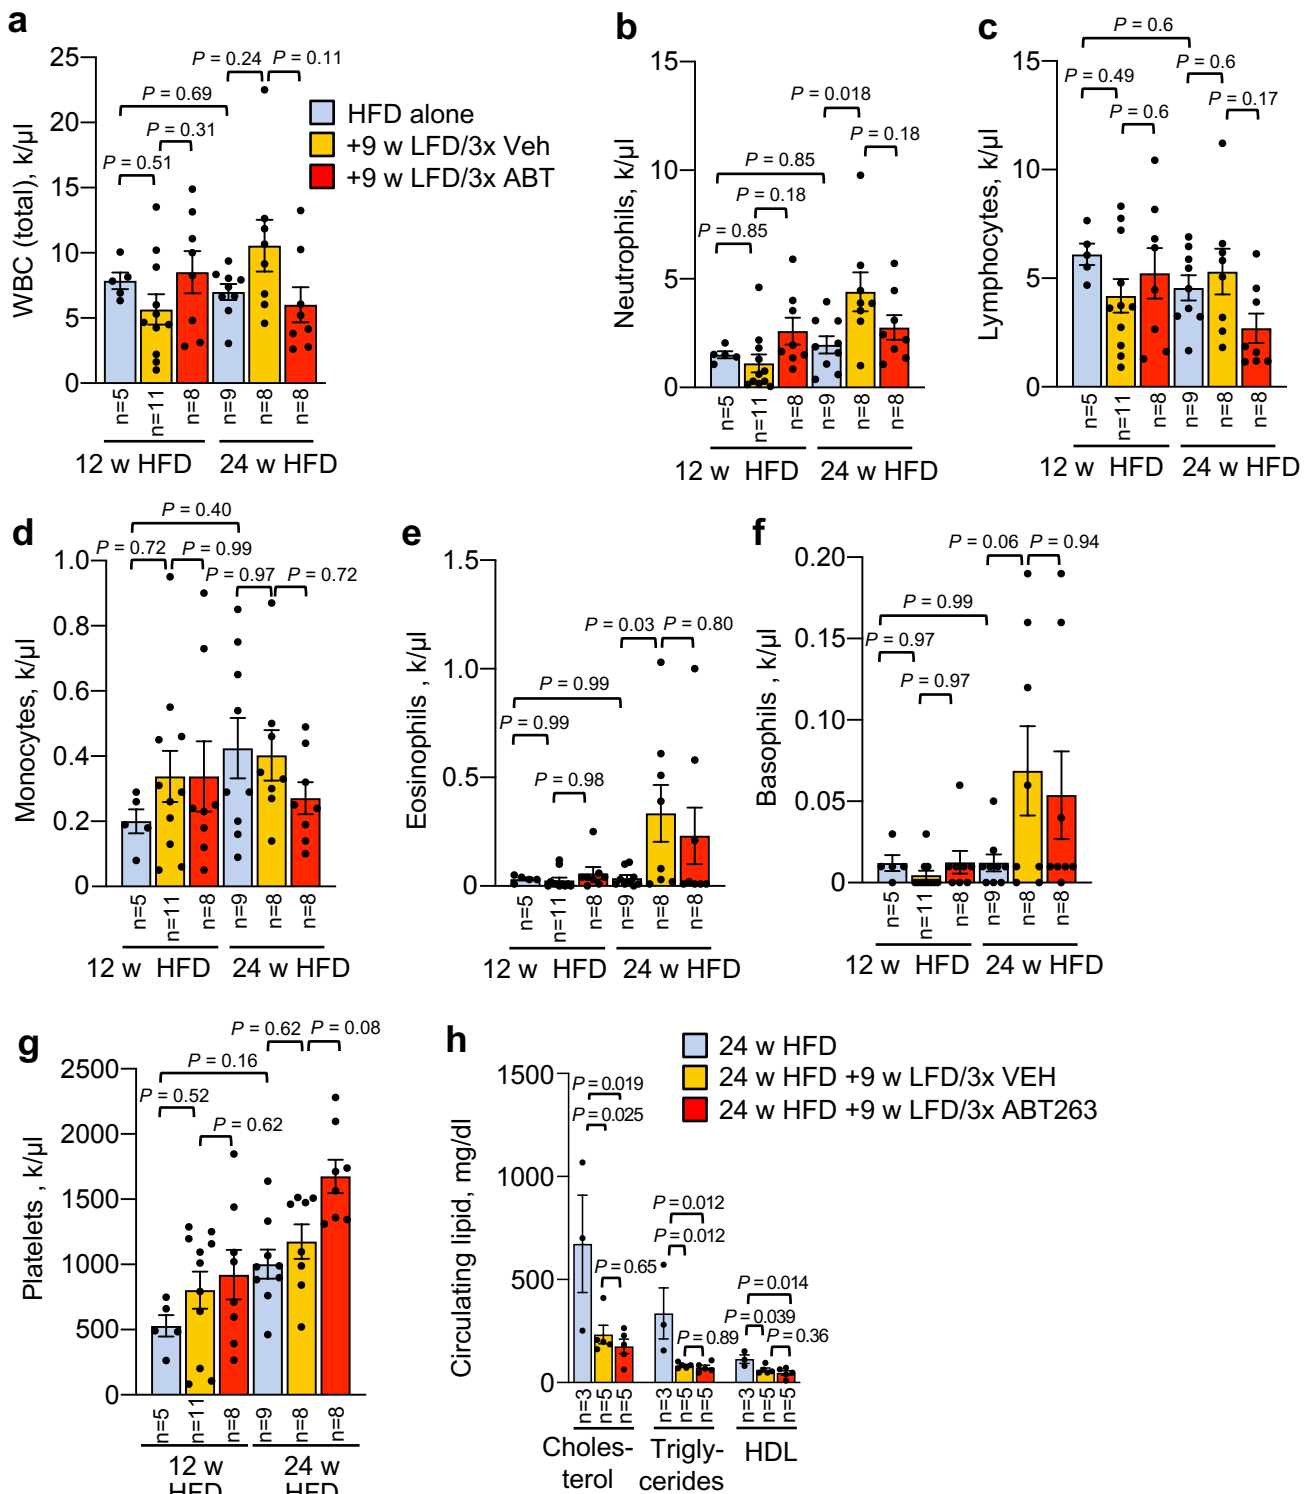 a
WBC (total), k/µl
25
20
15
10
5
0
P = 0.24
P = 0.11
P = 0.69
P = 0.31
P = 0.51
HFD alone
+9 w LFD/3x Veh
+9 w LFD/3x ABT
n=5
n=11
n=8
n=9
n=8
n=8
12 w HFD
24 w HFD
b
Neutrophils, k/µl
15
10
5
0
P = 0.018
P = 0.18
P = 0.85
P = 0.18
P = 0.85
n=5
n=11
n=8
n=9
n=8
n=8
12 w HFD
24 w HFD
c
Lymphocytes, k/µl
15
10
5
0
P = 0.6
P = 0.6
P = 0.49
P = 0.17
P = 0.6
n=5
n=11
n=8
n=9
n=8
n=8
12 w HFD
24 w HFD
d
Monocytes, k/µl
1.0
0.8
0.6
0.4
0.2
0
P = 0.40
P = 0.72
P = 0.99
P = 0.97
P = 0.72
n=5
n=11
n=8
n=9
n=8
n=8
12 w HFD
24 w HFD
e
Eosinophils , k/µl
1.5
1.0
0.5
0
P = 0.03
P = 0.80
P = 0.99
P = 0.99
P = 0.98
n=5
n=11
n=8
n=9
n=8
n=8
12 w HFD
24 w HFD
f
Basophils , k/µl
0.20
0.15
0.10
0.05
0
P = 0.06
P = 0.94
P = 0.99
P = 0.97
P = 0.97
n=5
n=11
n=8
n=9
n=8
n=8
12 w HFD
24 w HFD
g
Platelets , k/µl
2500
2000
1500
1000
500
0
P = 0.62
P = 0.08
P = 0.16
P = 0.52
P = 0.62
n=5
n=11
n=8
n=9
n=8
n=8
12 w
HFD
24 w
HFD
h
24 w HFD
24 w HFD +9 w LFD/3x VEH
24 w HFD +9 w LFD/3x ABT263
Circulating lipid, mg/dl
1500
1000
500
0
P = 0.019
P = 0.025
P = 0.65
P = 0.012
P = 0.012
P = 0.89
P = 0.014
P = 0.039
P = 0.36
n=3
n=5
n=5
n=3
n=5
n=5
n=3
n=5
n=5
Choles-
terol
Trigly-
cerides
HDL